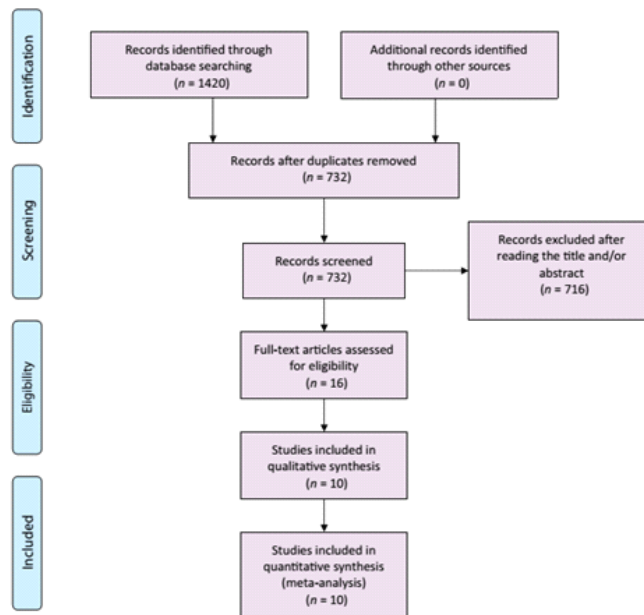 Identification
Records identified through
database searching
(n = 1420)
Additional records identified
through other sources
(n = 0)
Screening
Records after duplicates removed
(n = 732)
Records screened
(n = 732)
Records excluded after
reading the title and/or
abstract
(n = 716)
Eligibility
Full-text articles assessed
for eligibility
(n = 16)
Studies included in
qualitative synthesis
(n = 10)
Included
Studies included in
quantitative synthesis
(meta-analysis)
(n = 10)